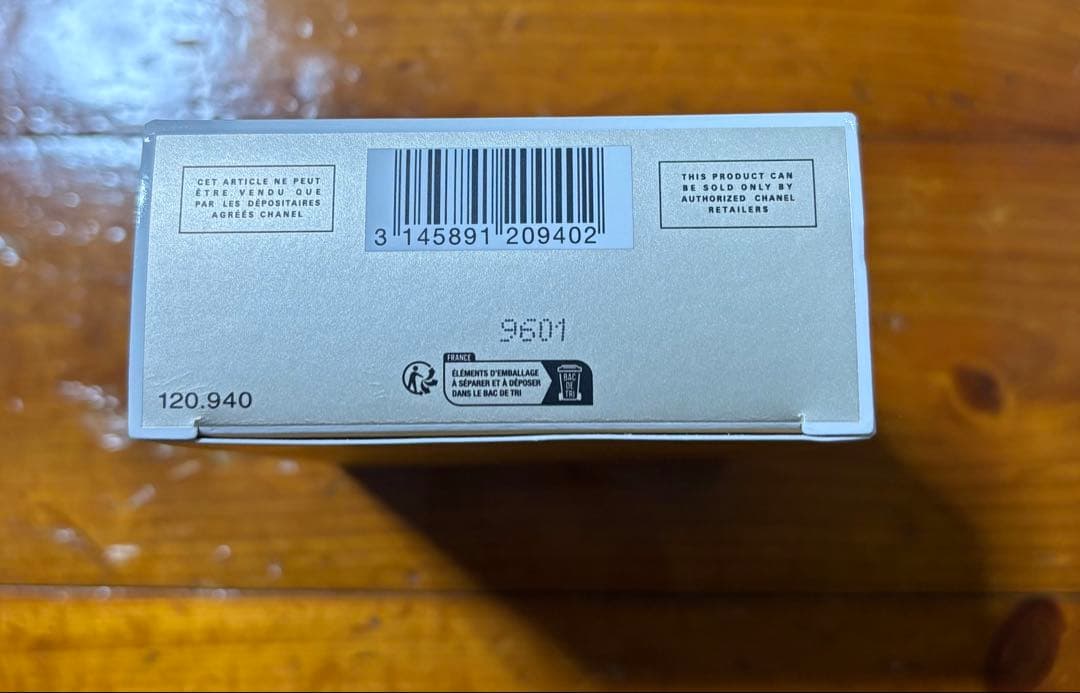 CET ARTICLE NE PEUT
ÊTRE VENDU QUE
PAR LES DÉPOSITAIRES
AGRÉÉS CHANEL
3 145891 209402
THIS PRODUCT CAN
BE SOLD ONLY BY
AUTHORIZED CHANEL
RETAILERS
9601
FRANCE
ÉLÉMENTS D'EMBALLAGE
À SÉPARER ET À DÉPOSER
DANS LE BAC DE TRI
BAC
DE
TRI
120.940